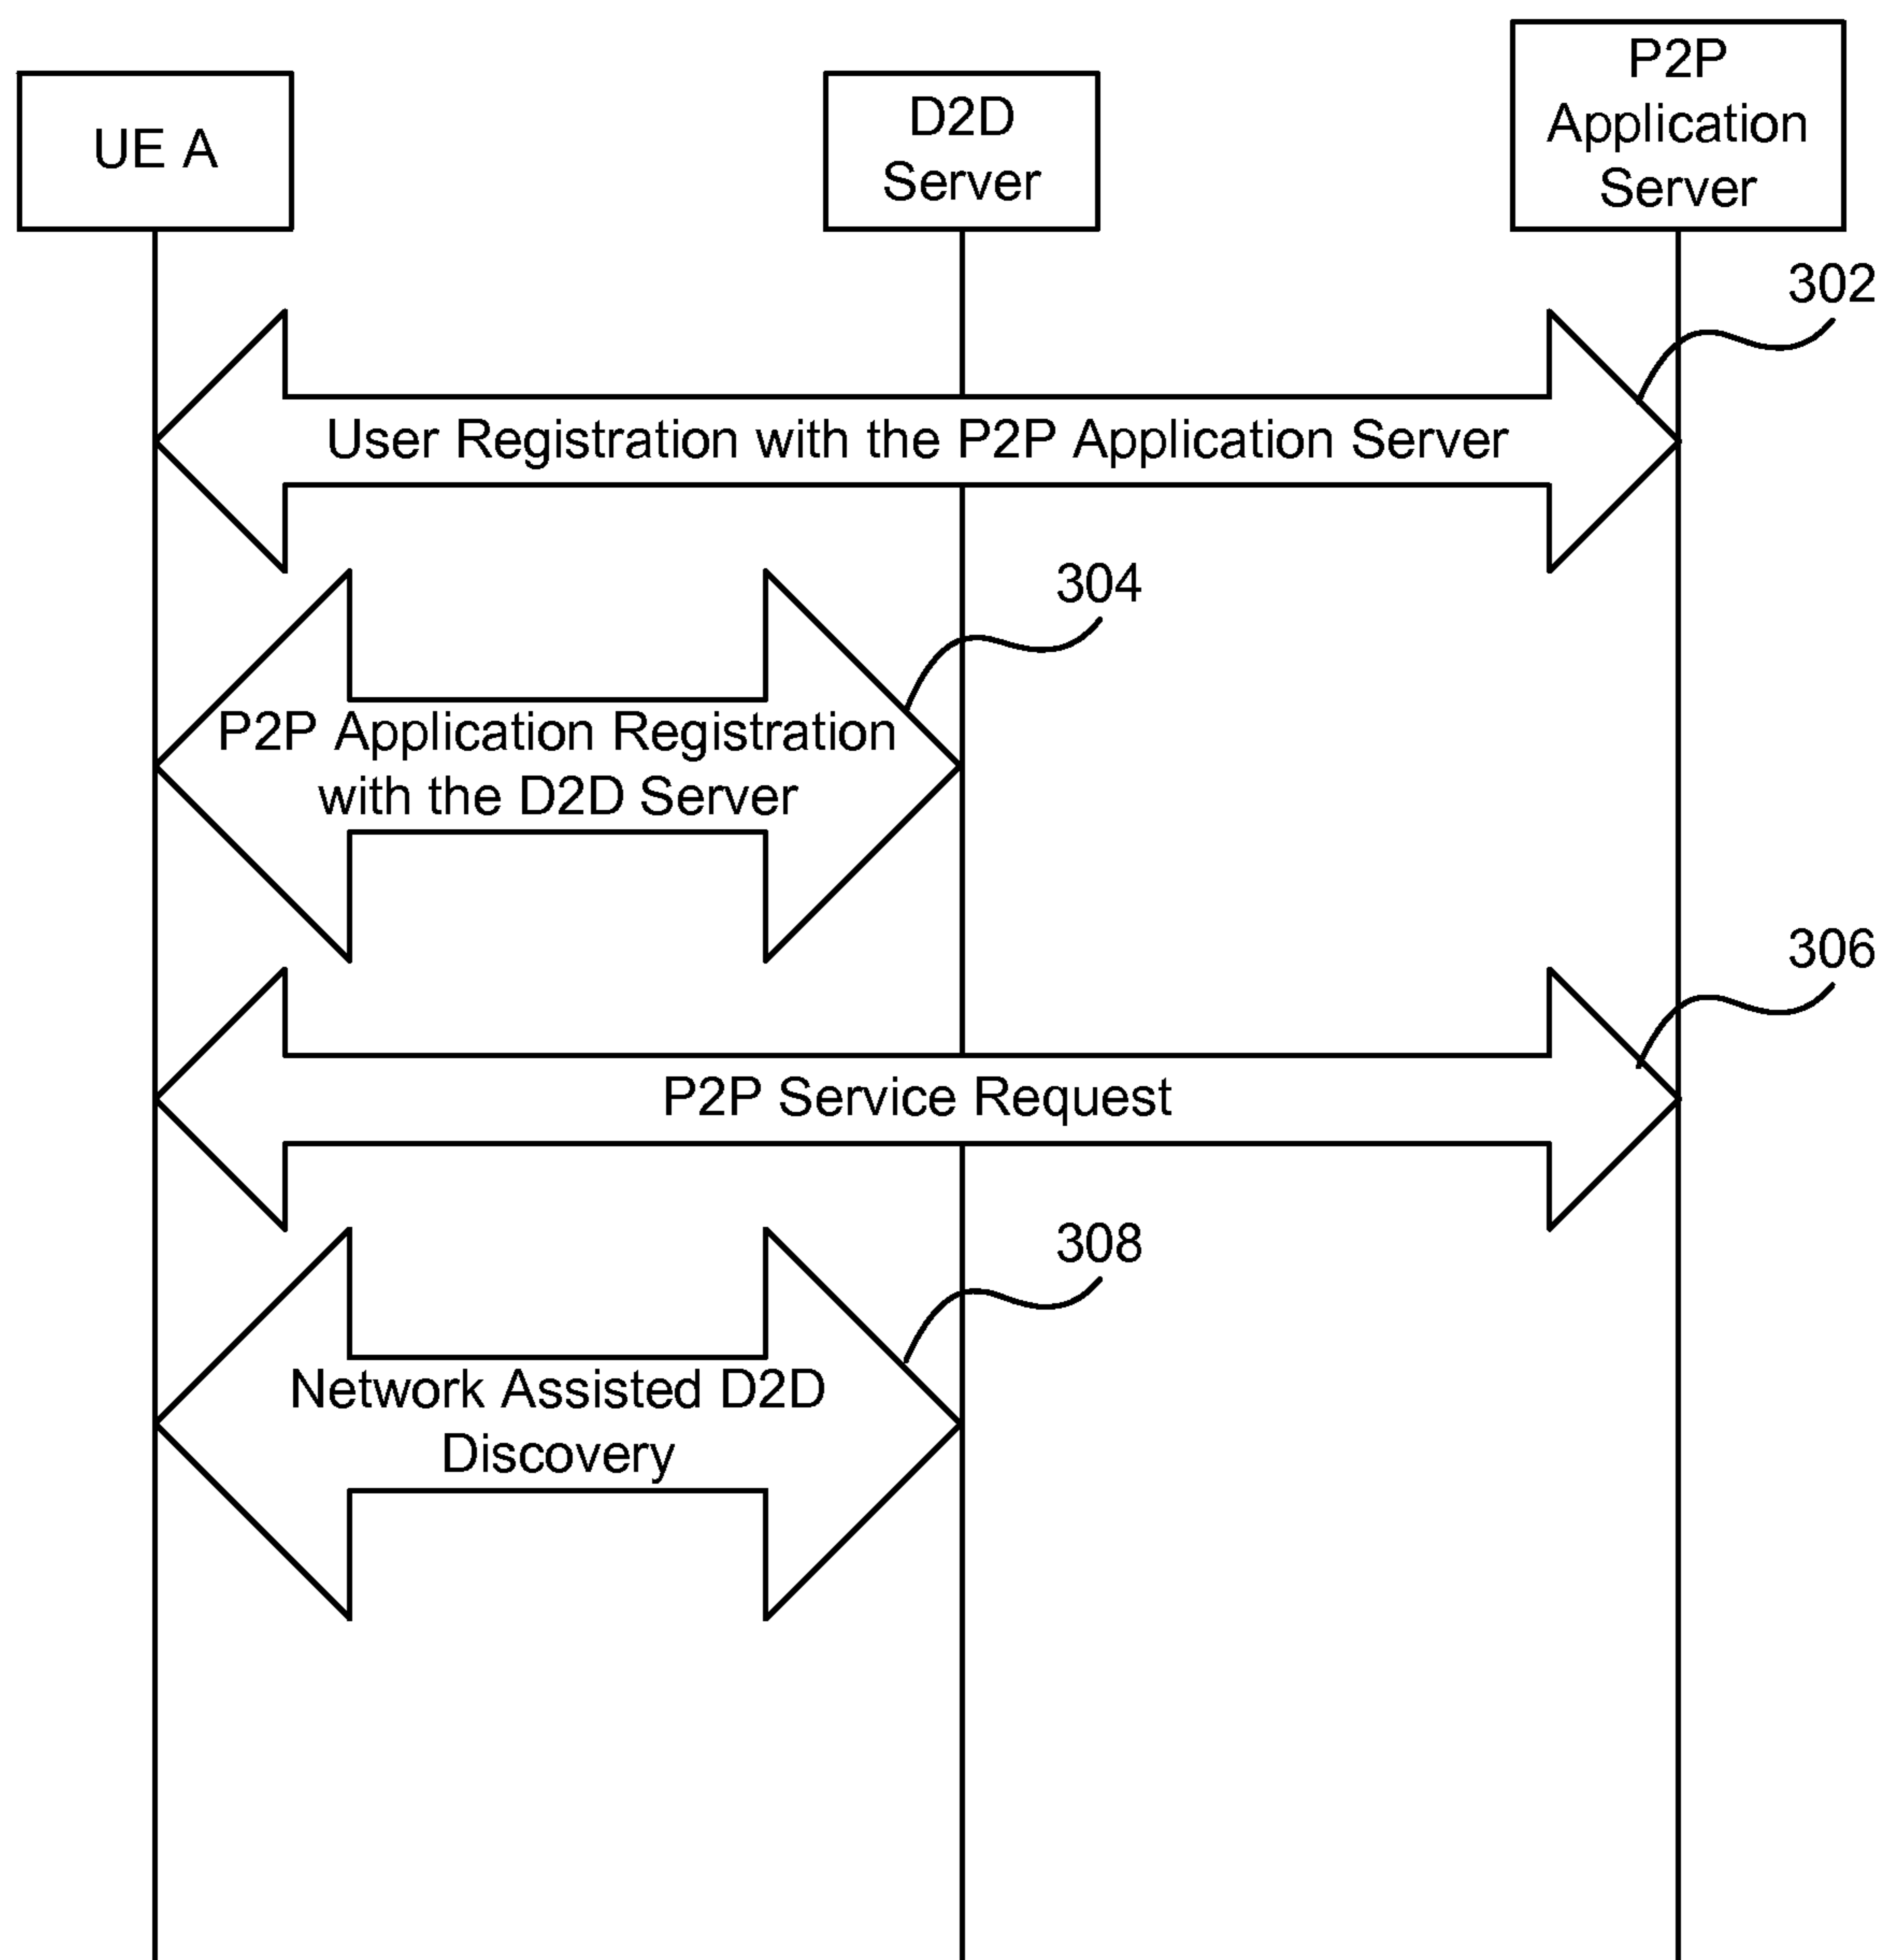 UE A
D2D
Server
P2P
Application
Server
302
User Registration with the P2P Application Server
304
P2P Application Registration
with the D2D Server
306
P2P Service Request
308
Network Assisted D2D
Discovery